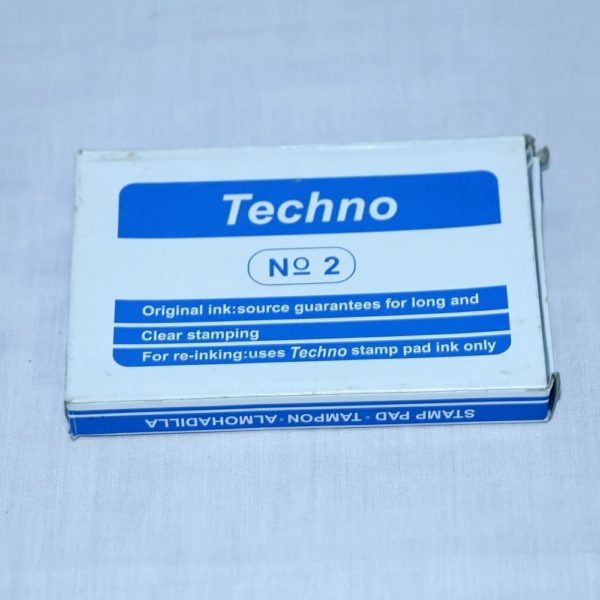 Techno
Nº 2
Original ink:source guarantees for long and
Clear stamping
For re-inking:uses Techno stamp pad ink only
STAMP PAD · TAMPON · ALMOHADILLA